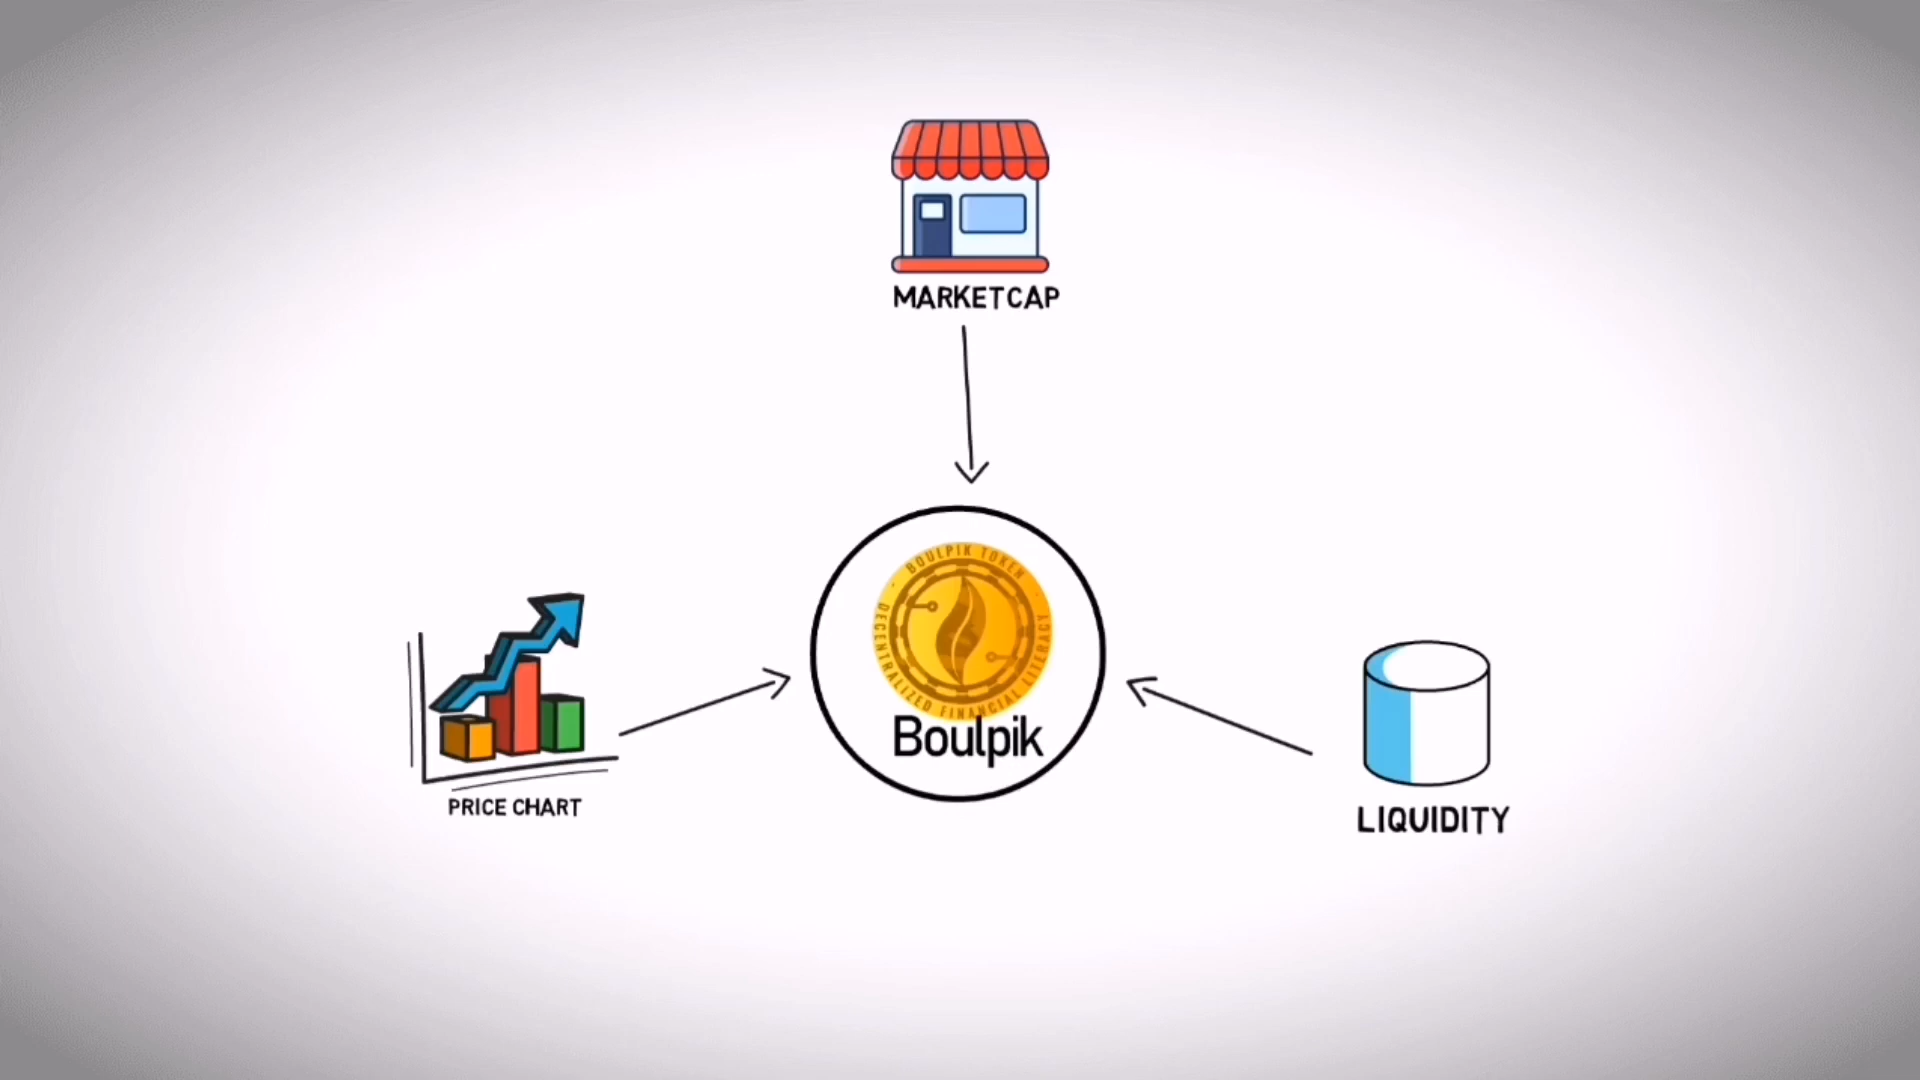 MARKETCAP
BOULPIK TOKEN
DECENTRALIZED FINANCIAL LITERACY
Boulpik
PRICE CHART
LIQUIDITY